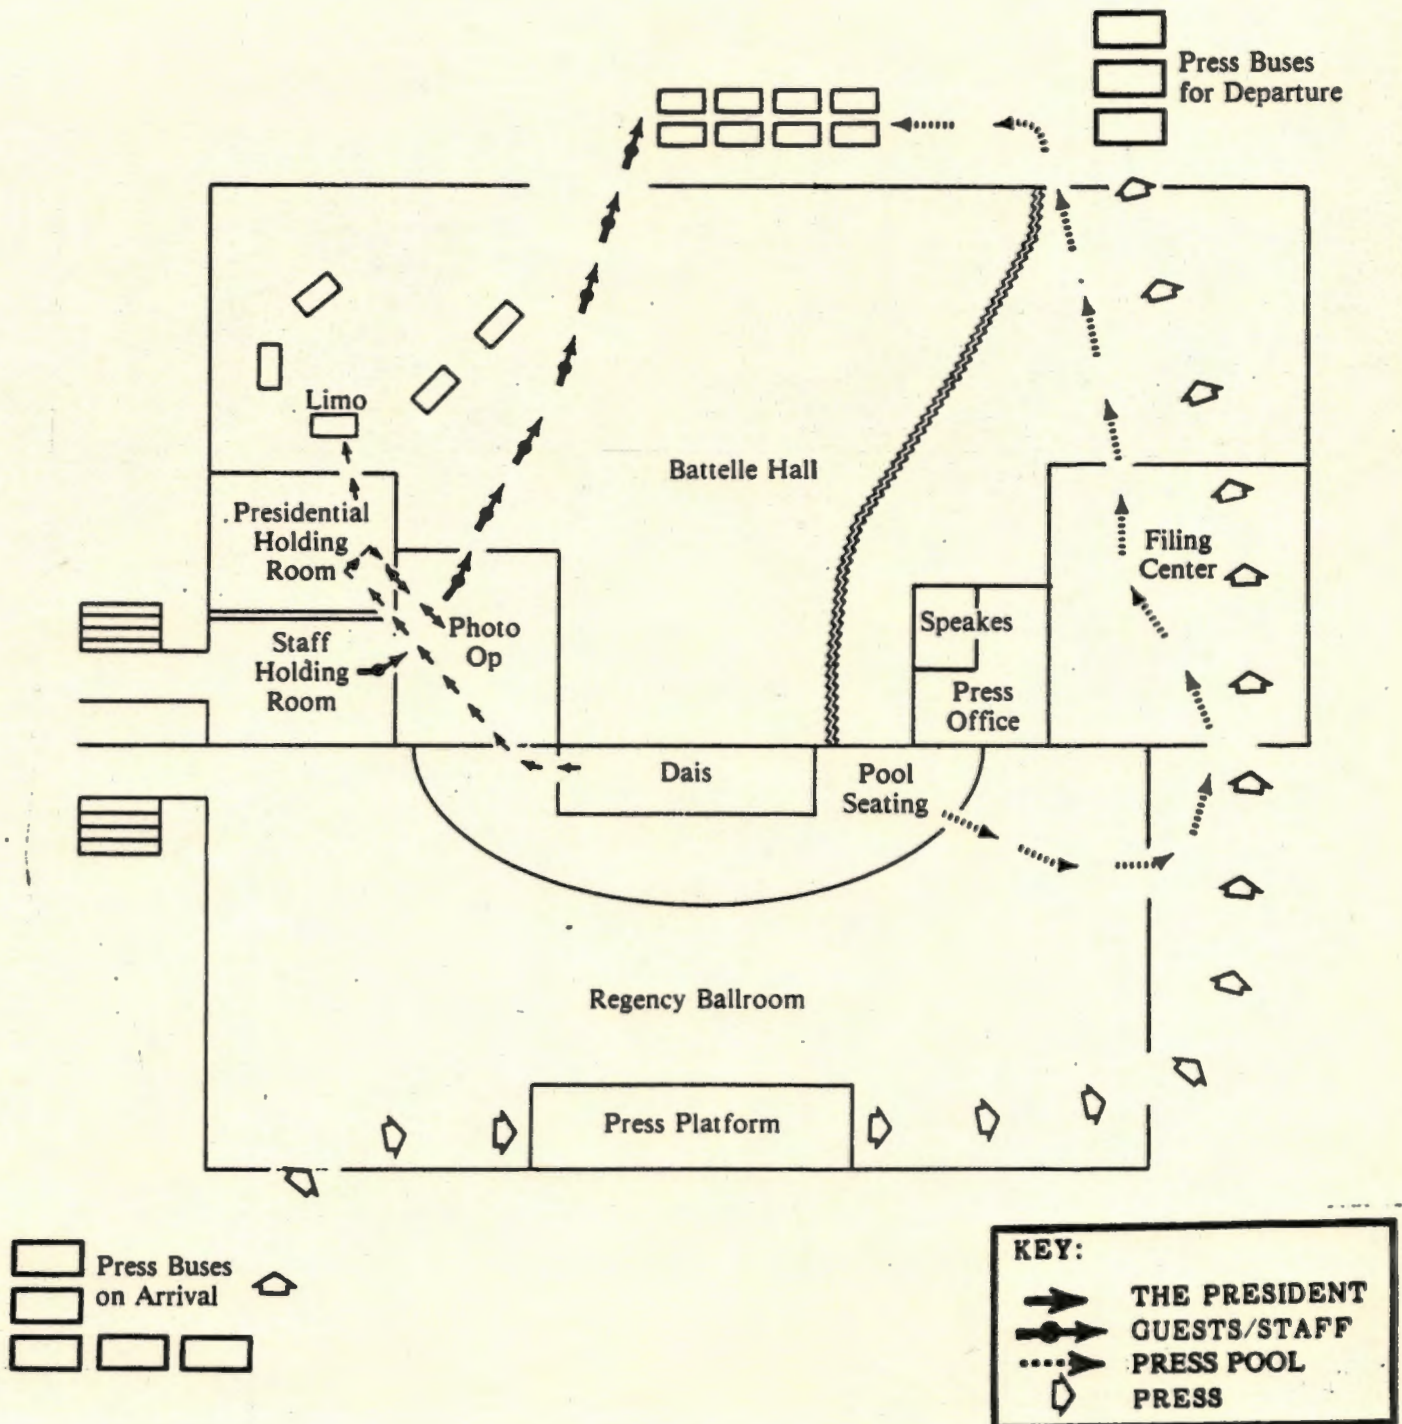 Press Buses
for Departure
Limo
Battelle Hall
Presidential
Holding
Room
Filing
Center
Staff
Holding
Room
Photo
Op
Speakes
Press
Office
Dais
Pool
Seating
Regency Ballroom
Press Platform
Press Buses
on Arrival
KEY:
THE PRESIDENT
GUESTS/STAFF
PRESS POOL
PRESS